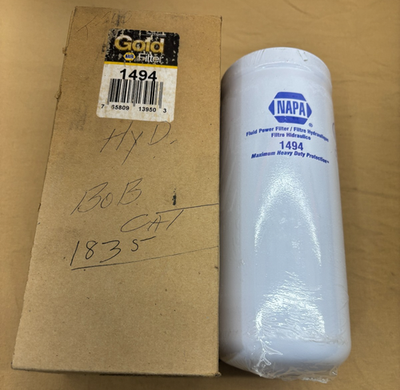 Gold
Filter
1494
7 55809 13950 3
HYD.
BOB
CAT
1835
NAPA
Fluid Power Filter / Filtre Hydraulique
Filtro Hidraulico
1494
Maximum Heavy Duty Protection™